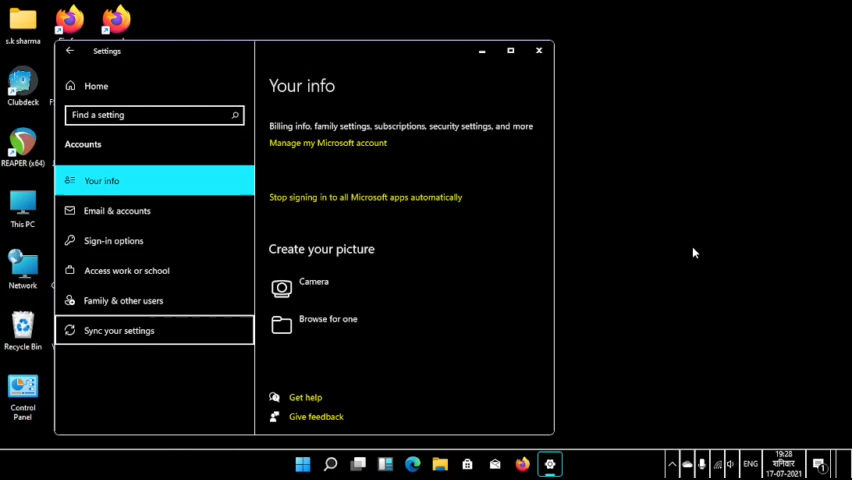 s.k sharma
Clubdeck
REAPER (x64)
This PC
Network
Recycle Bin
Control
Panel
Settings
Home
Find a setting
Accounts
Your info
Email & accounts
Sign-in options
Access work or school
Family & other users
Sync your settings
Your info
Billing info, family settings, subscriptions, security settings, and more
Manage my Microsoft account
Stop signing in to all Microsoft apps automatically
Create your picture
Camera
Browse for one
Get help
Give feedback
ENG
19:28
शनिवार
17-07-2021
1